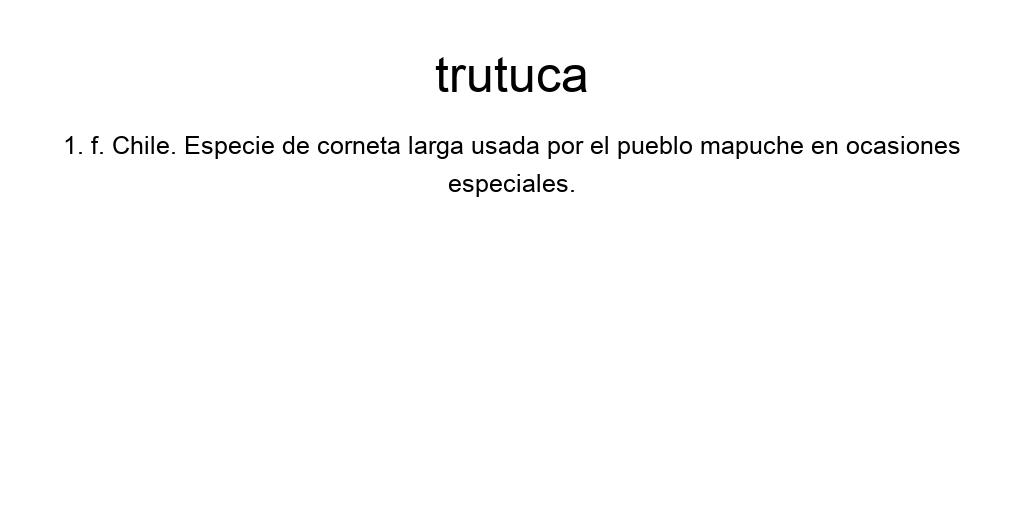 trutuca
1. f. Chile. Especie de corneta larga usada por el pueblo mapuche en ocasiones
especiales.